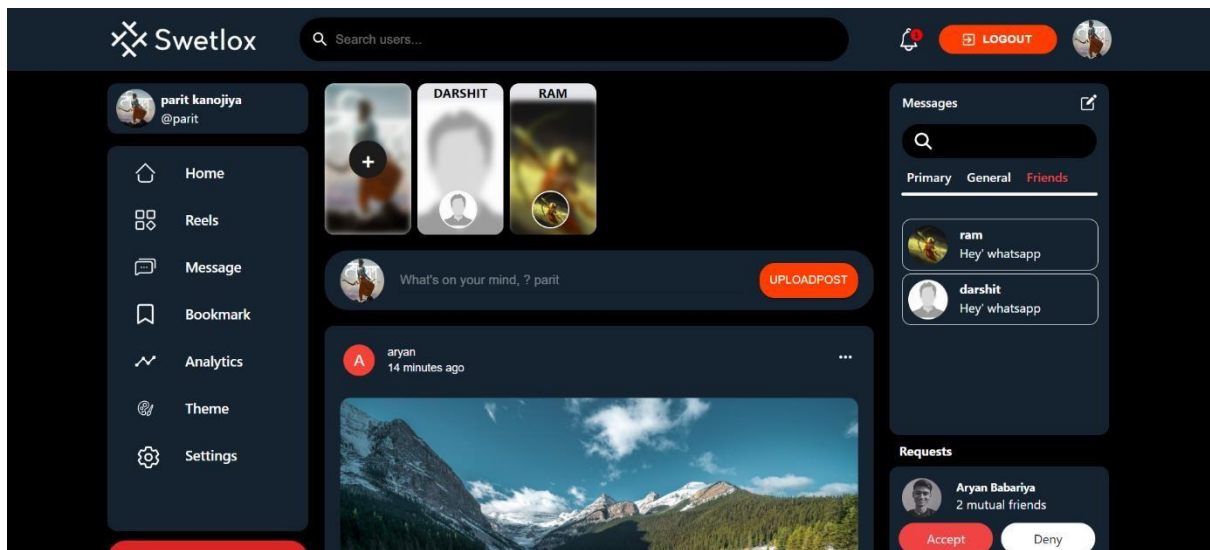 Swetlox
Search users...
1
LOGOUT
parit kanojiya
@parit
Home
Reels
Message
Bookmark
Analytics
Theme
Settings
+
DARSHIT
RAM
What's on your mind, ? parit
UPLOADPOST
A
aryan
14 minutes ago
Messages
Primary General Friends
ram
Hey' whatsapp
darshit
Hey' whatsapp
Requests
Aryan Babariya
2 mutual friends
Accept Deny